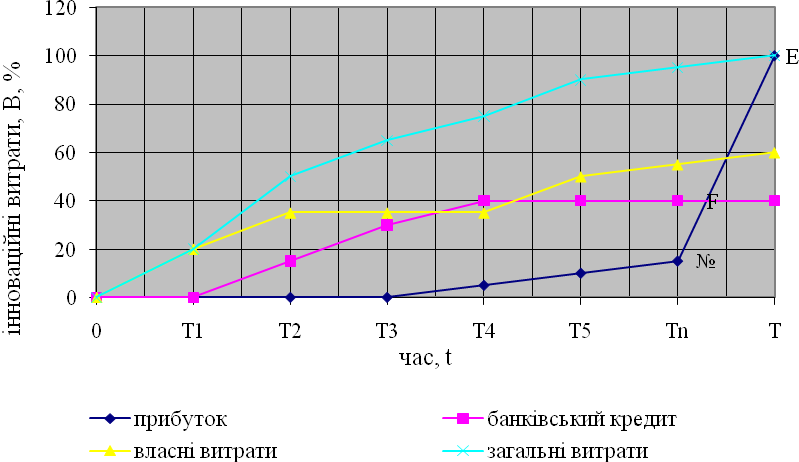 інноваційні витрати, В, %
120
100
80
60
40
20
0
E
F
№
0 T1 T2 T3 T4 T5 Tn T
час, t
прибуток банківський кредит
власні витрати загальні витрати